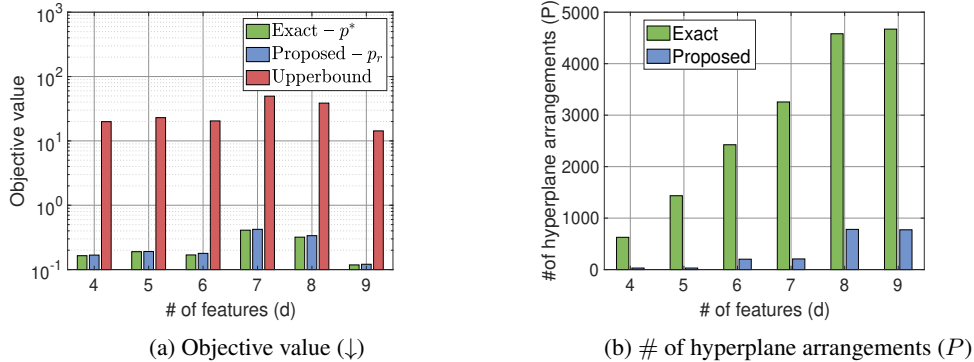 10^3
10^2
10^1
10^0
10^-1
Objective value
Exact − p*
Proposed − p_r
Upperbound
4 5 6 7 8 9
# of features (d)
(a) Objective value (↓)
5000
4000
3000
2000
1000
0
#of hyperplane arrangements (P)
Exact
Proposed
4 5 6 7 8 9
# of features (d)
(b) # of hyperplane arrangements (P)